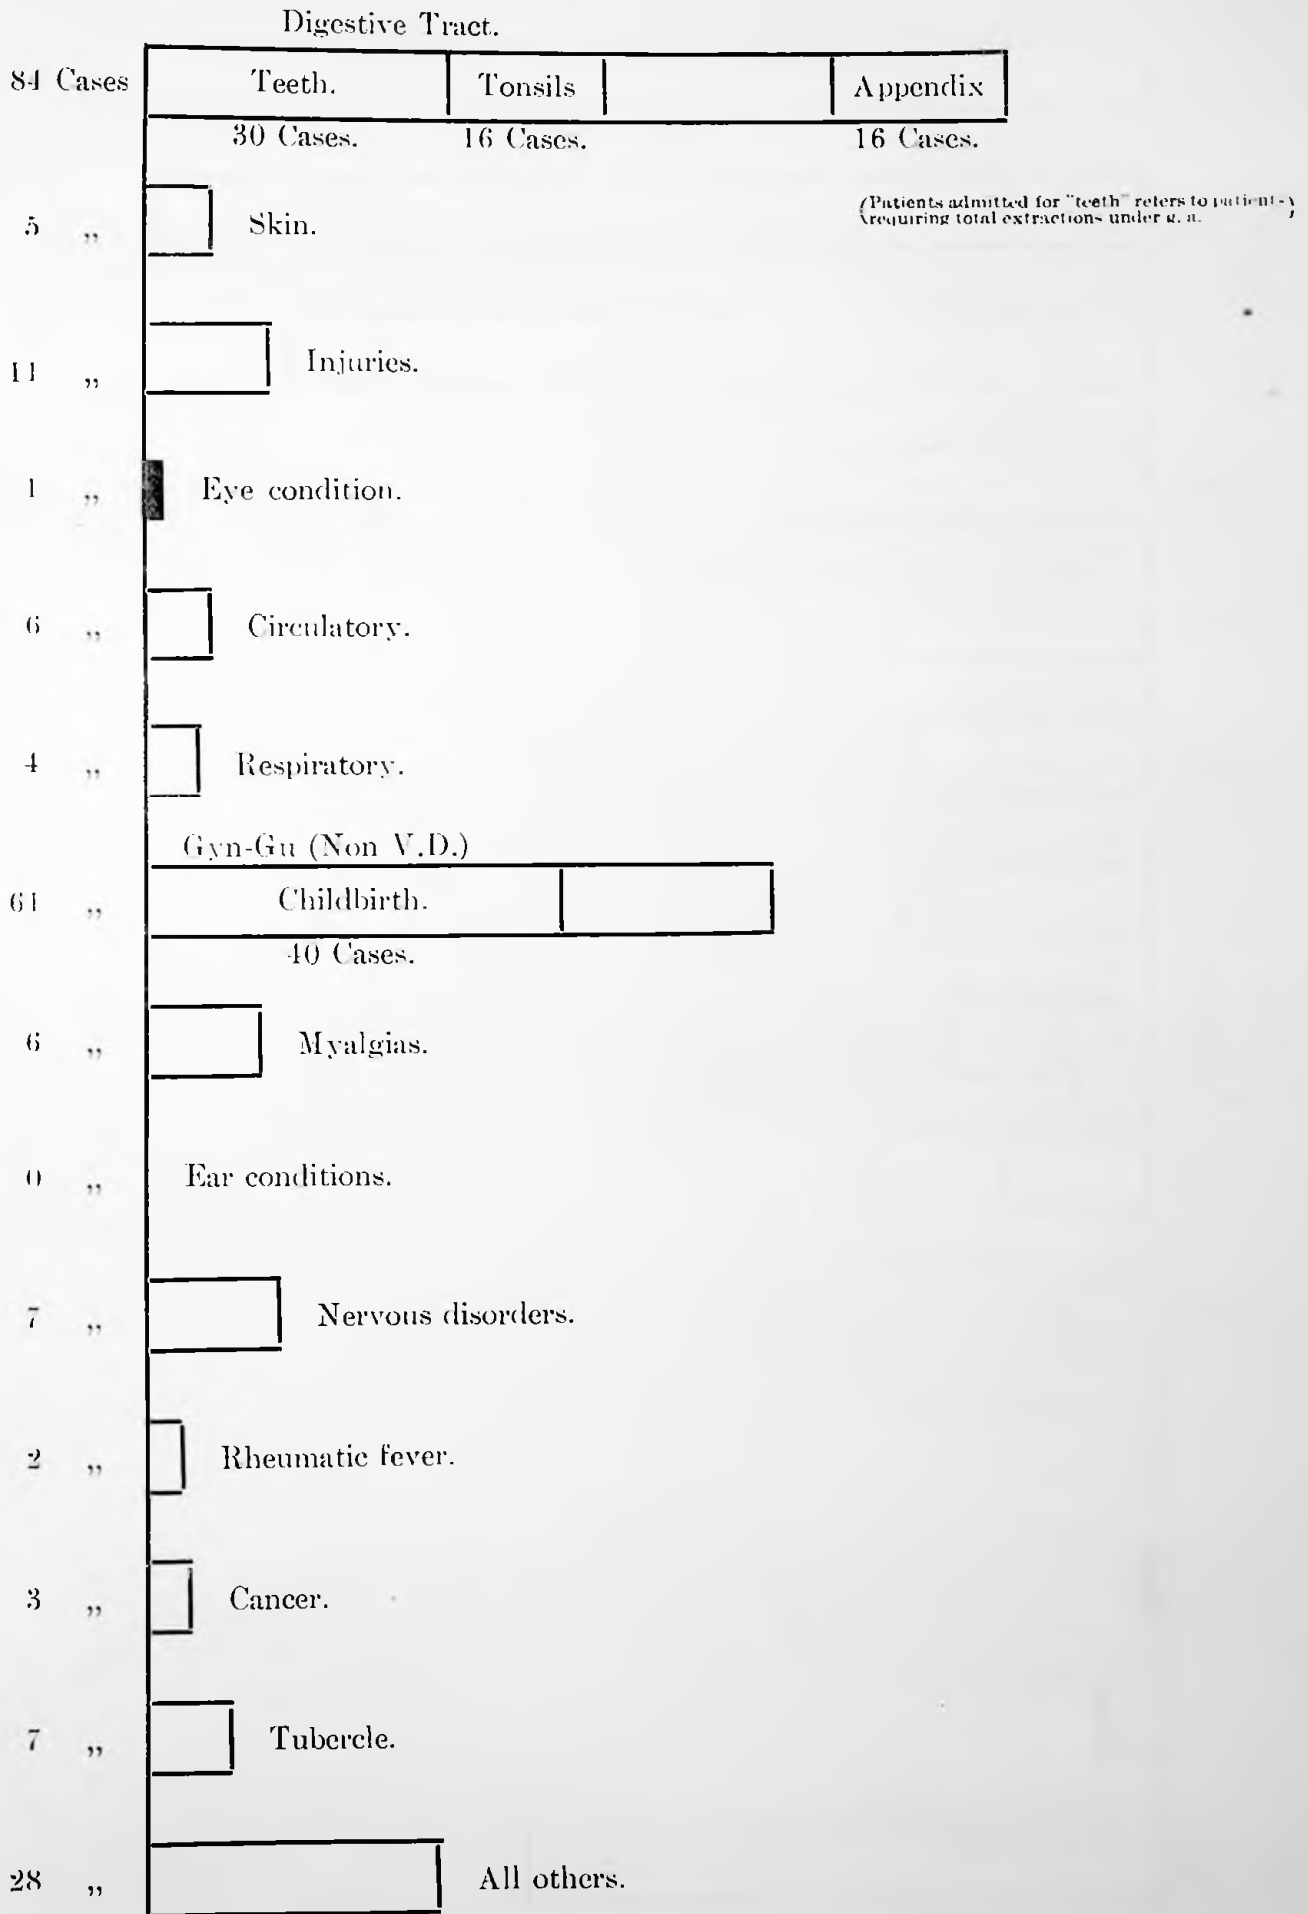 Digestive Tract.
84 Cases Teeth. Tonsils Appendix
30 Cases. 16 Cases. 16 Cases.
(Patients admitted for "teeth" refers to patients
requiring total extractions under g. a.)
5 „ Skin.
11 „ Injuries.
1 „ Eye condition.
6 „ Circulatory.
4 „ Respiratory.
Gyn-Gu (Non V.D.)
61 „ Childbirth.
40 Cases.
6 „ Myalgias.
0 „ Ear conditions.
7 „ Nervous disorders.
2 „ Rheumatic fever.
3 „ Cancer.
7 „ Tubercle.
28 „ All others.